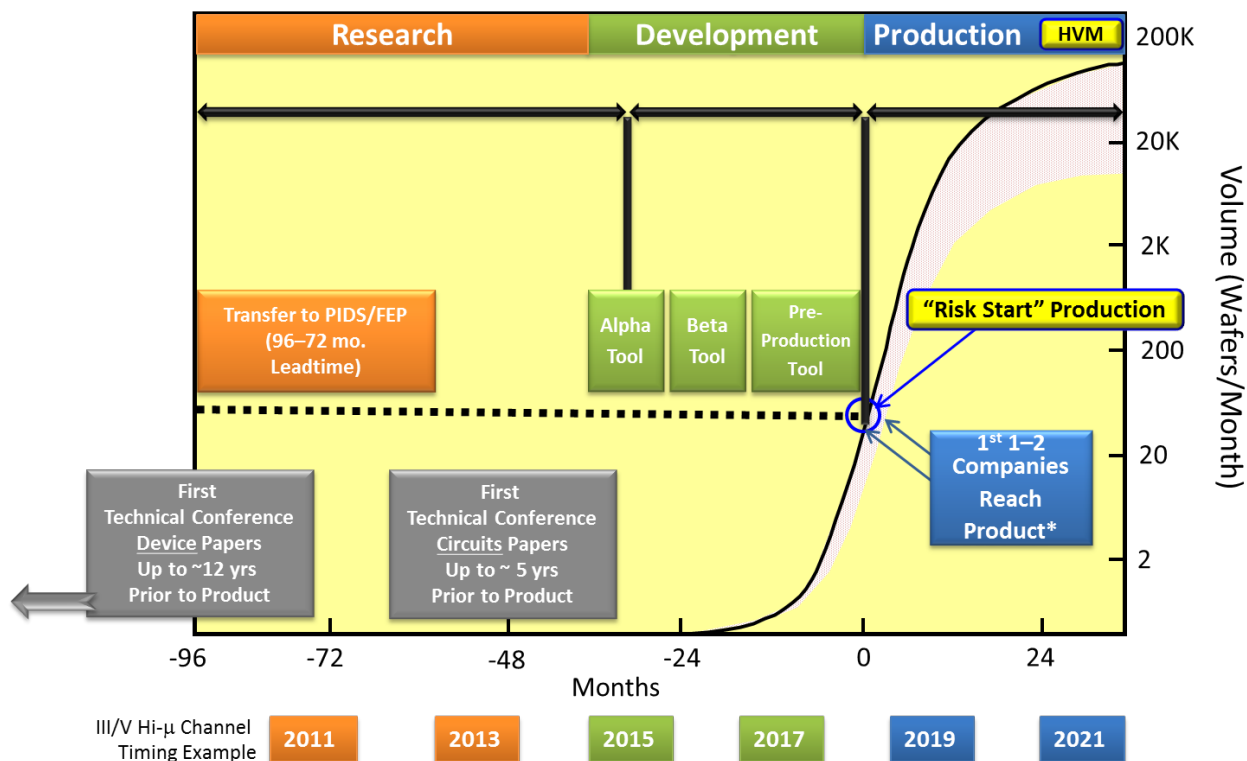 Research
Development
Production
HVM
200K
20K
2K
200
20
2
Volume (Wafers/Month)
Transfer to PIDS/FEP
(96–72 mo.
Leadtime)
Alpha
Tool
Beta
Tool
Pre-
Production
Tool
“Risk Start” Production
1st 1–2
Companies
Reach
Product*
First
Technical Conference
Device Papers
Up to ~12 yrs
Prior to Product
First
Technical Conference
Circuits Papers
Up to ~ 5 yrs
Prior to Product
-96
-72
-48
-24
0
24
Months
III/V Hi-μ Channel
Timing Example
2011
2013
2015
2017
2019
2021